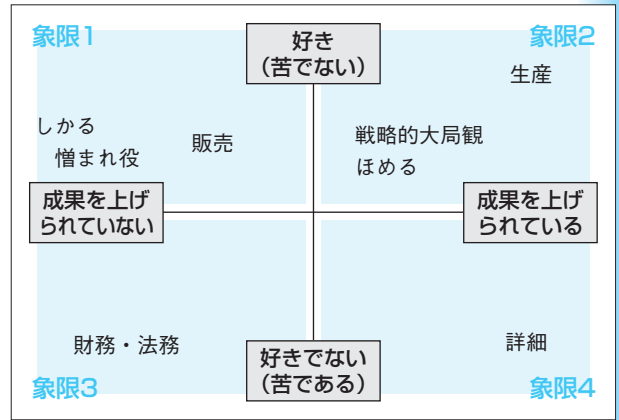 象限1
好き
(苦でない)
象限2
生産
しかる
憎まれ役
販売
戦略的大局観
ほめる
成果を上げ
られていない
成果を上げ
られている
財務・法務
好きでない
(苦である)
詳細
象限3
象限4